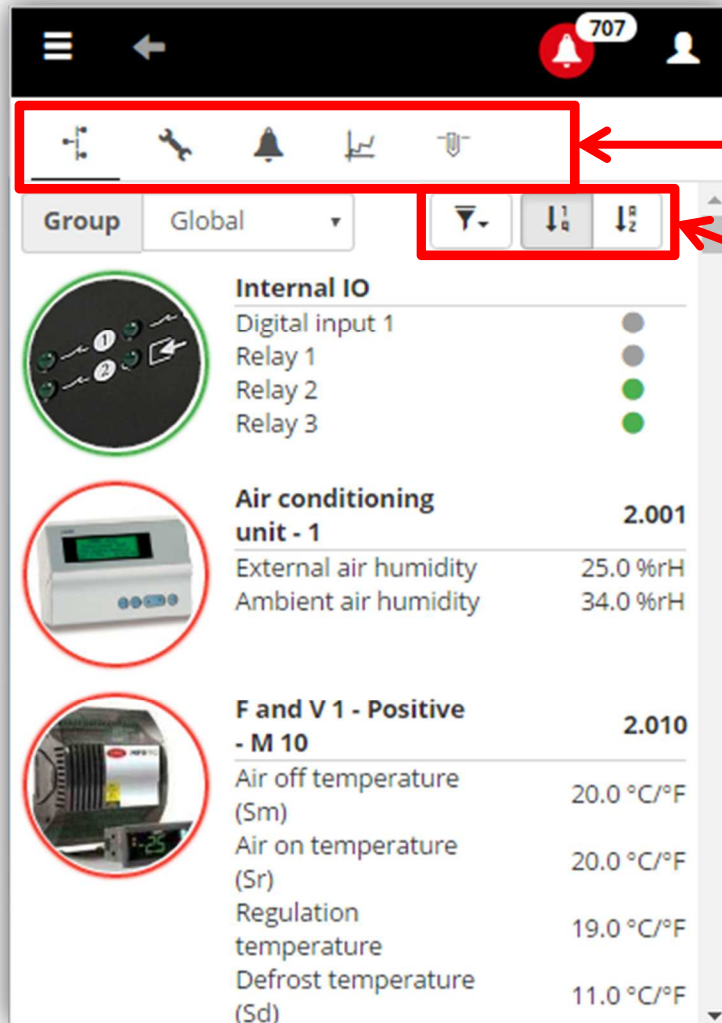 707
Group Global
Internal IO
Digital input 1
Relay 1
Relay 2
Relay 3
Air conditioning
unit - 1 2.001
External air humidity 25.0 %rH
Ambient air humidity 34.0 %rH
F and V 1 - Positive
- M 10 2.010
Air off temperature
(Sm) 20.0 °C/°F
Air on temperature
(Sr) 20.0 °C/°F
Regulation
temperature 19.0 °C/°F
Defrost temperature
(Sd) 11.0 °C/°F
1
2
-25